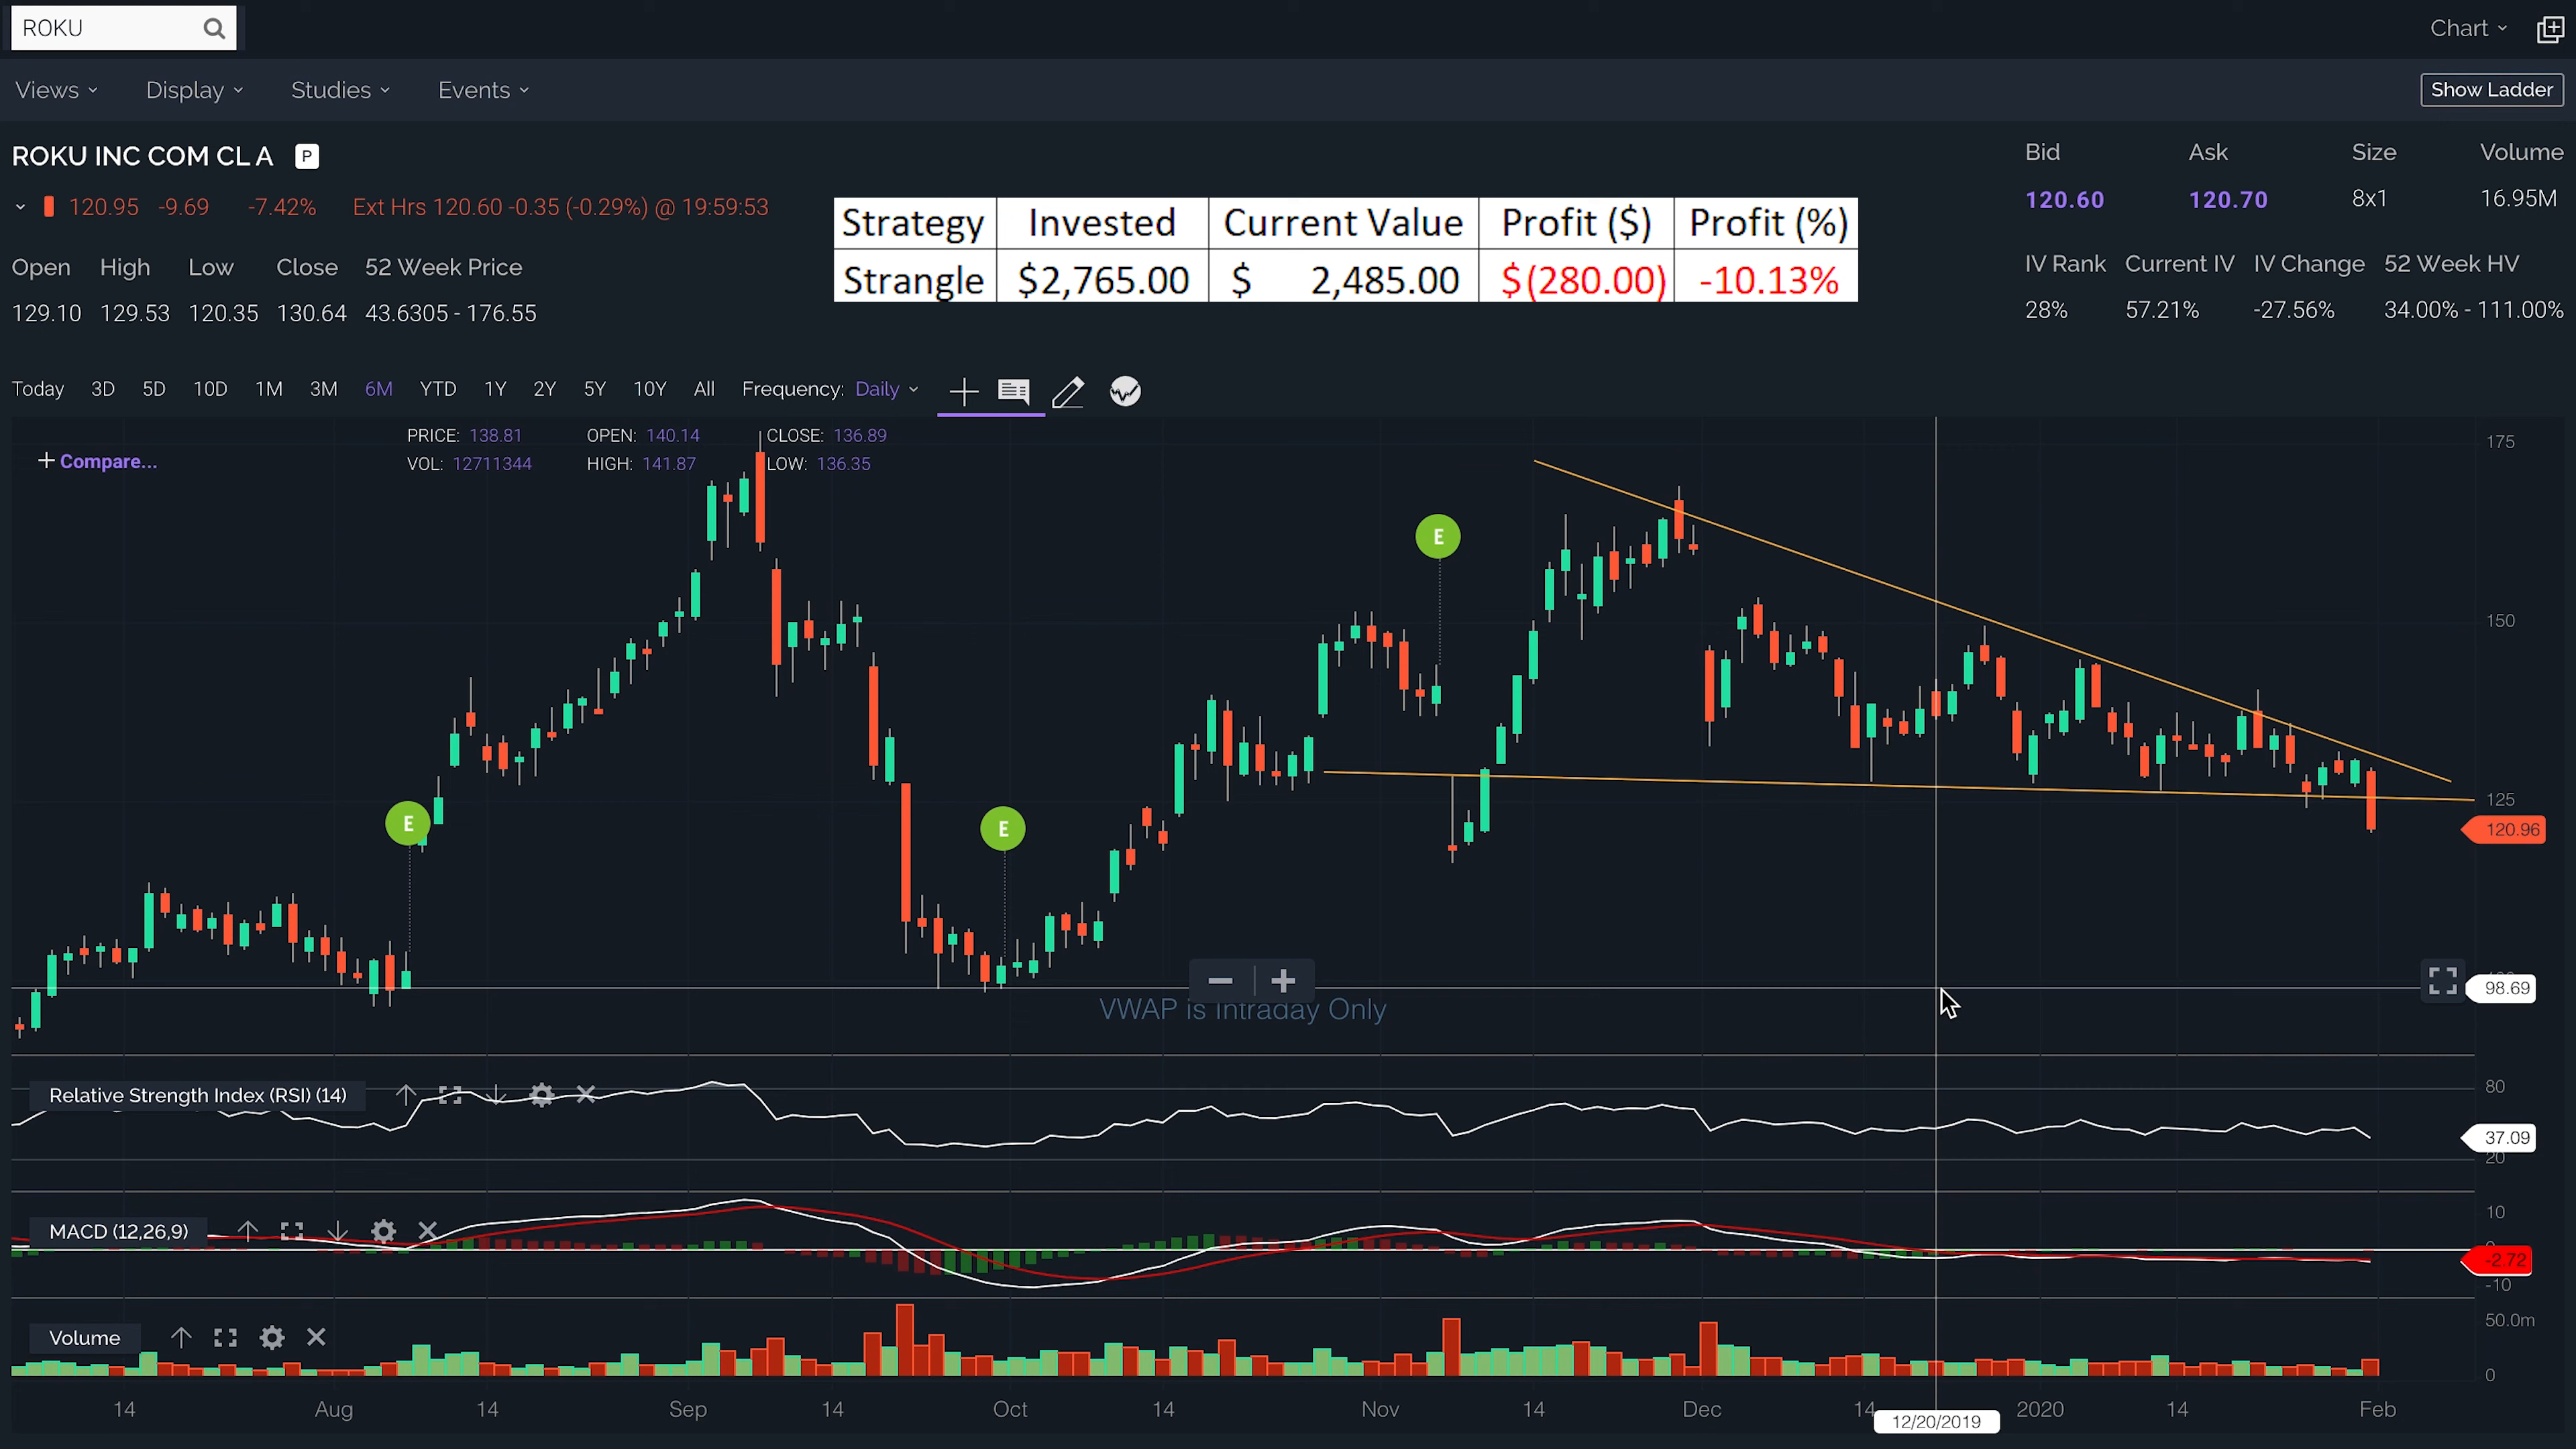 ROKU
Chart
Views Display Studies Events
Show Ladder
ROKU INC COM CL A P
120.95 -9.69 -7.42% Ext Hrs 120.60 -0.35 (-0.29%) @ 19:59:53
Open High Low Close 52 Week Price
129.10 129.53 120.35 130.64 43.6305 - 176.55
Strategy Invested Current Value Profit ($) Profit (%)
Strangle $2,765.00 $ 2,485.00 $(280.00) -10.13%
Bid Ask Size Volume
120.60 120.70 8x1 16.95M
IV Rank Current IV IV Change 52 Week HV
28% 57.21% -27.56% 34.00% - 111.00%
Today 3D 5D 10D 1M 3M 6M YTD 1Y 2Y 5Y 10Y All Frequency: Daily
PRICE: 138.81 OPEN: 140.14 CLOSE: 136.89
VOL: 12711344 HIGH: 141.87 LOW: 136.35
+ Compare...
175
E
150
E
E
125
120.96
98.69
VWAP is Intraday Only
Relative Strength Index (RSI) (14)
80
37.09
20
MACD (12,26,9)
10
-2.72
-10
Volume
50.0m
0
14 Aug 14 Sep 14 Oct 14 Nov 14 Dec 14 2020 14 Feb
12/20/2019